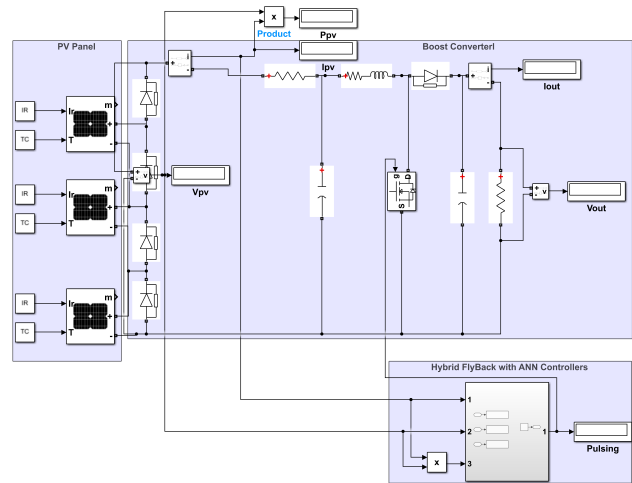 x
Product
Ppv
PV Panel
Boost ConverterI
i
+
-
Ipv
i
+
-
Iout
IR
TC
Ir
T
m
+
-
+
-
v
Vpv
g
D
S
+
-
v
Vout
IR
TC
Ir
T
m
+
-
IR
TC
Ir
T
m
+
-
Hybrid FlyBack with ANN Controllers
1
2
3
1
x
Pulsing